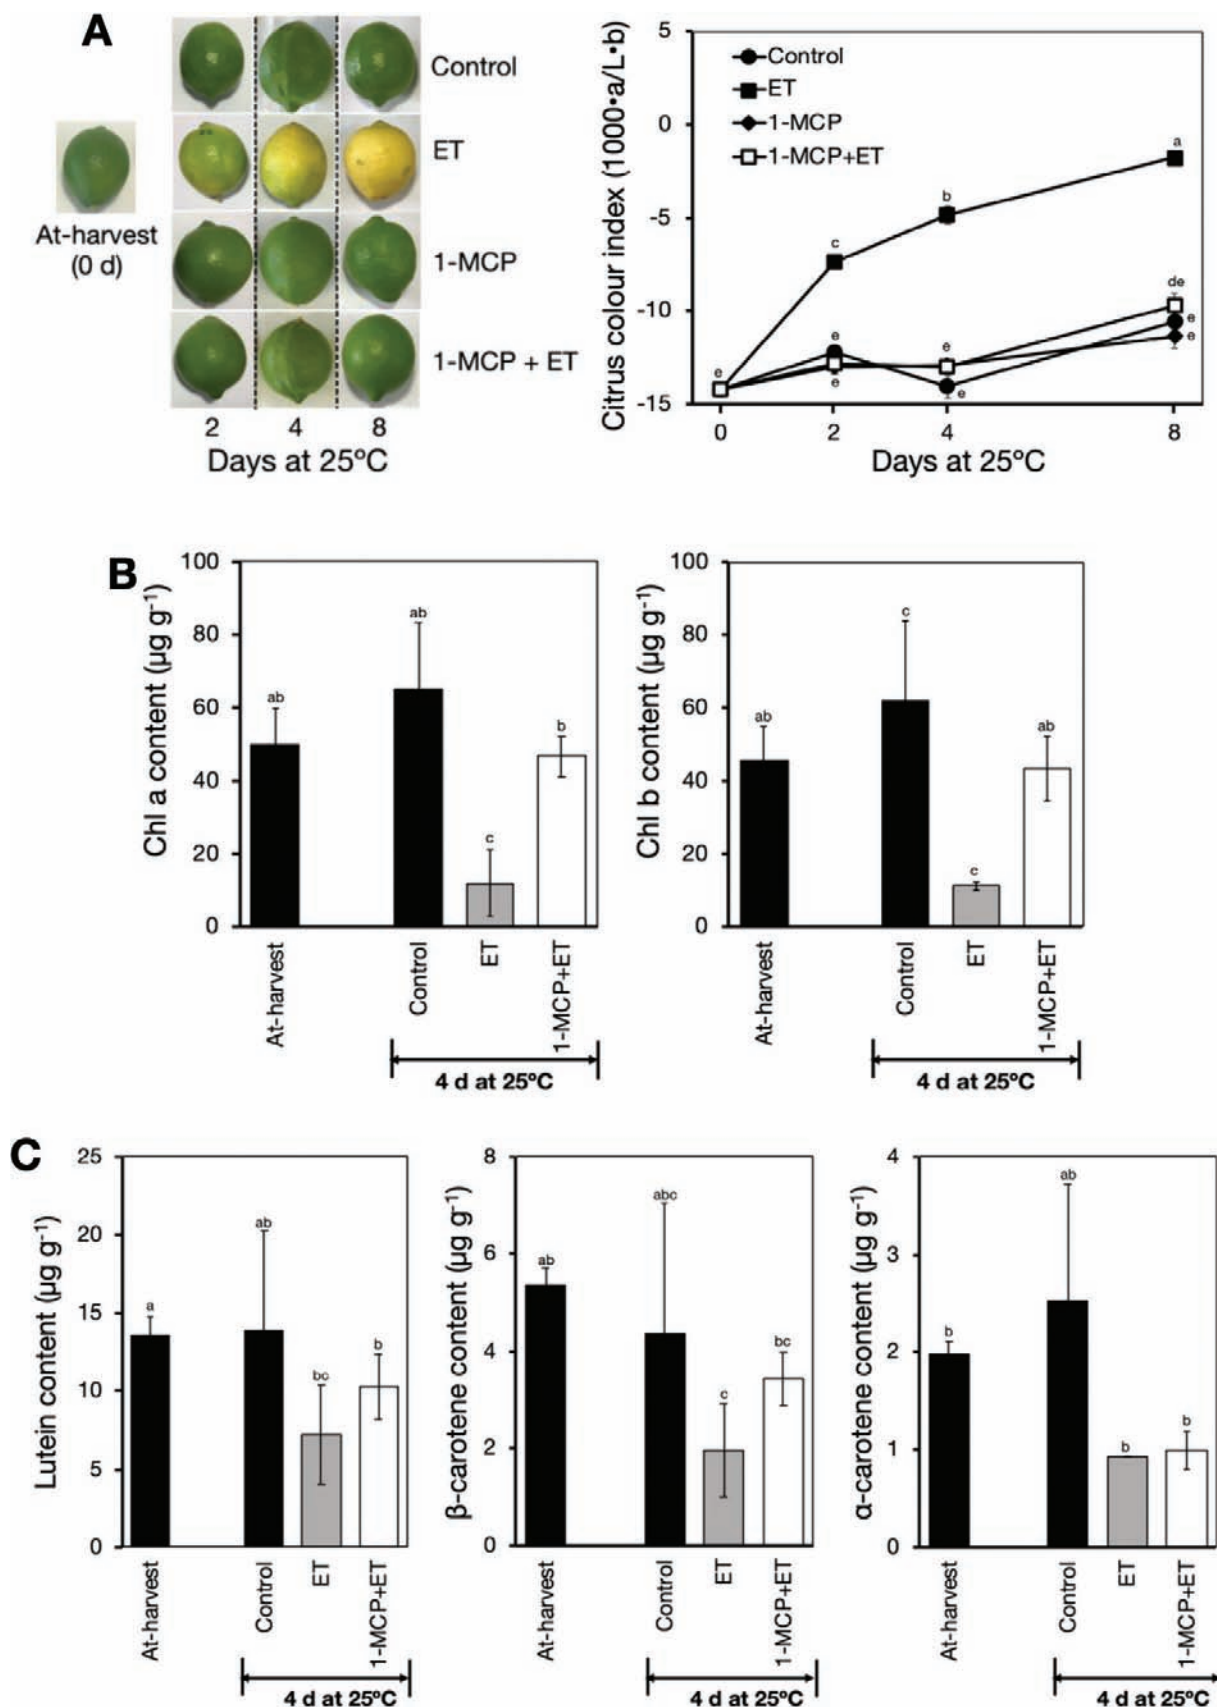 A
Control
ET
At-harvest
(0 d)
1-MCP
1-MCP + ET
2 4 8
Days at 25ºC
Citrus colour index (1000•a/L•b)
5
0
-5
-10
-15
Control
ET
1-MCP
1-MCP+ET
a
b
c
de
e
e
e
e
e
e
e
0 2 4 8
Days at 25ºC
B
Chl a content (µg g-1)
100
80
60
40
20
0
ab
ab
c
b
At-harvest
Control
ET
1-MCP+ET
4 d at 25ºC
Chl b content (µg g-1)
100
80
60
40
20
0
ab
c
c
ab
At-harvest
Control
ET
1-MCP+ET
4 d at 25ºC
C
Lutein content (µg g-1)
25
20
15
10
5
0
a
ab
bc
b
At-harvest
Control
ET
1-MCP+ET
4 d at 25ºC
β-carotene content (µg g-1)
8
6
4
2
0
ab
abc
c
bc
At-harvest
Control
ET
1-MCP+ET
4 d at 25ºC
α-carotene content (µg g-1)
4
3
2
1
0
b
ab
b
b
At-harvest
Control
ET
1-MCP+ET
4 d at 25ºC